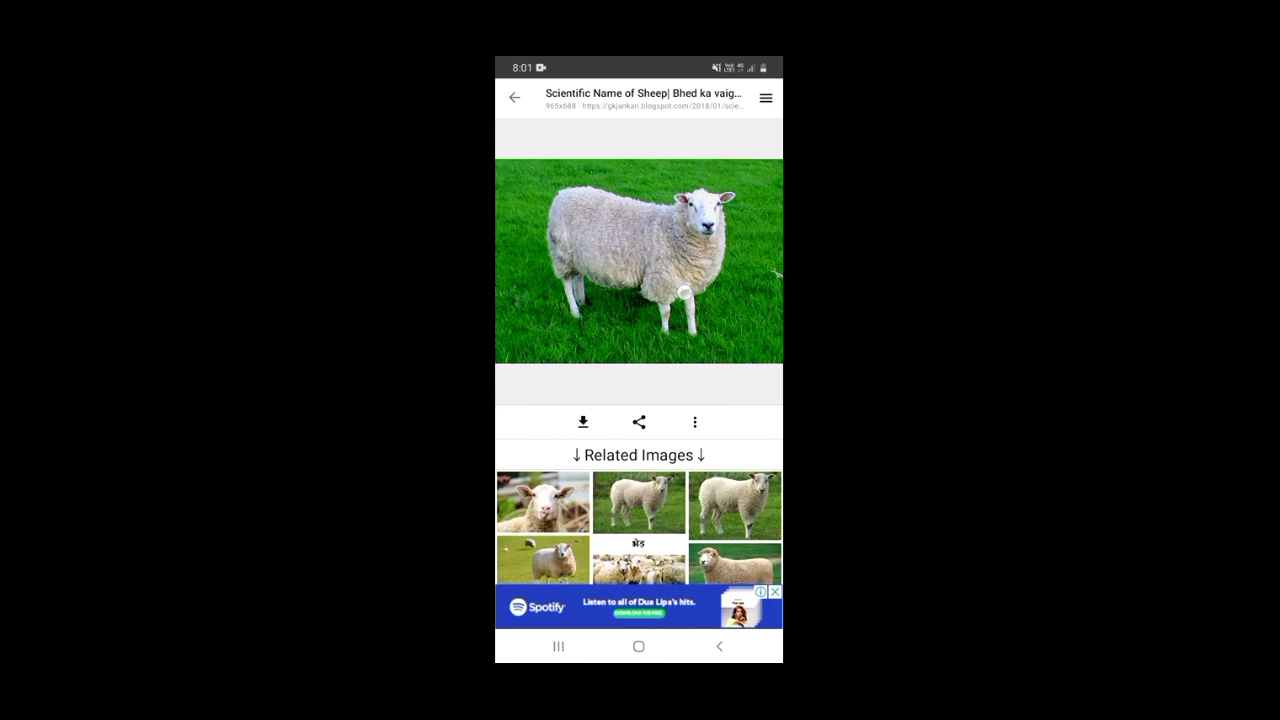 8:01
Scientific Name of Sheep| Bhed ka vaig...
965x688 - https://gkjankari.blogspot.com/2018/01/scie...
↓Related Images↓
भेड़
Spotify
Listen to all of Dua Lipa's hits.
DOWNLOAD FOR FREE